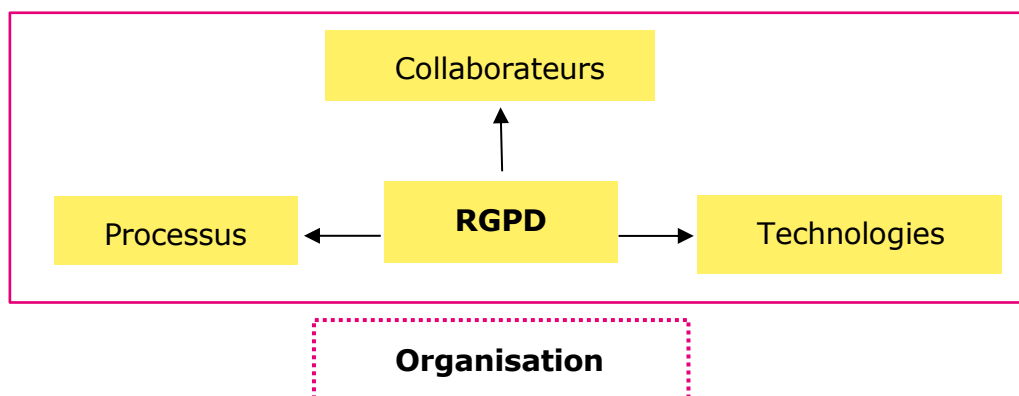 Collaborateurs
Processus
RGPD
Technologies
Organisation